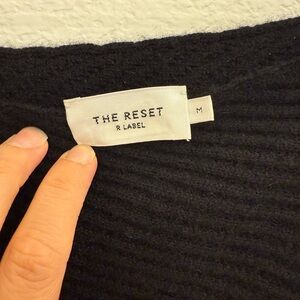 THE RESET
R LABEL
M